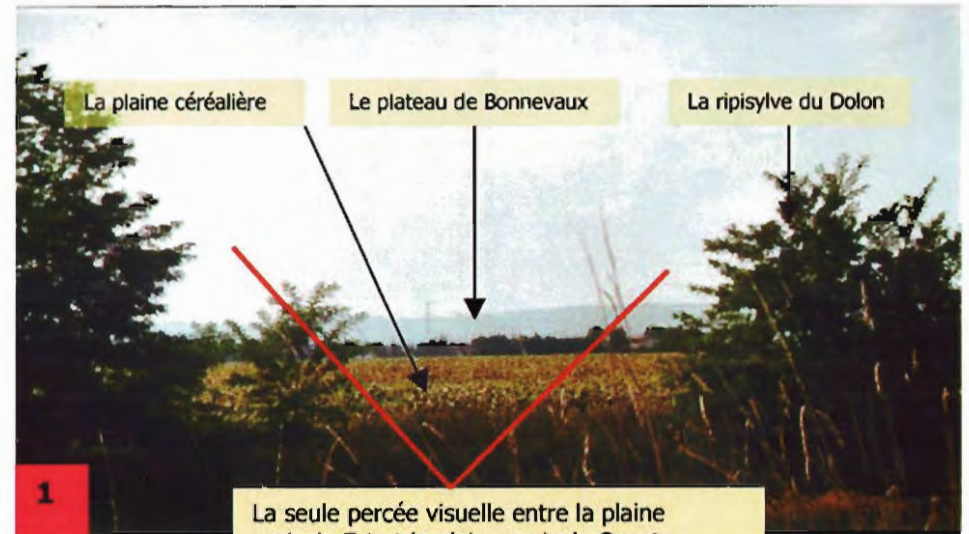 La plaine céréalière
Le plateau de Bonnevaux
La ripisylve du Dolon
1
La seule percée visuelle entre la plaine